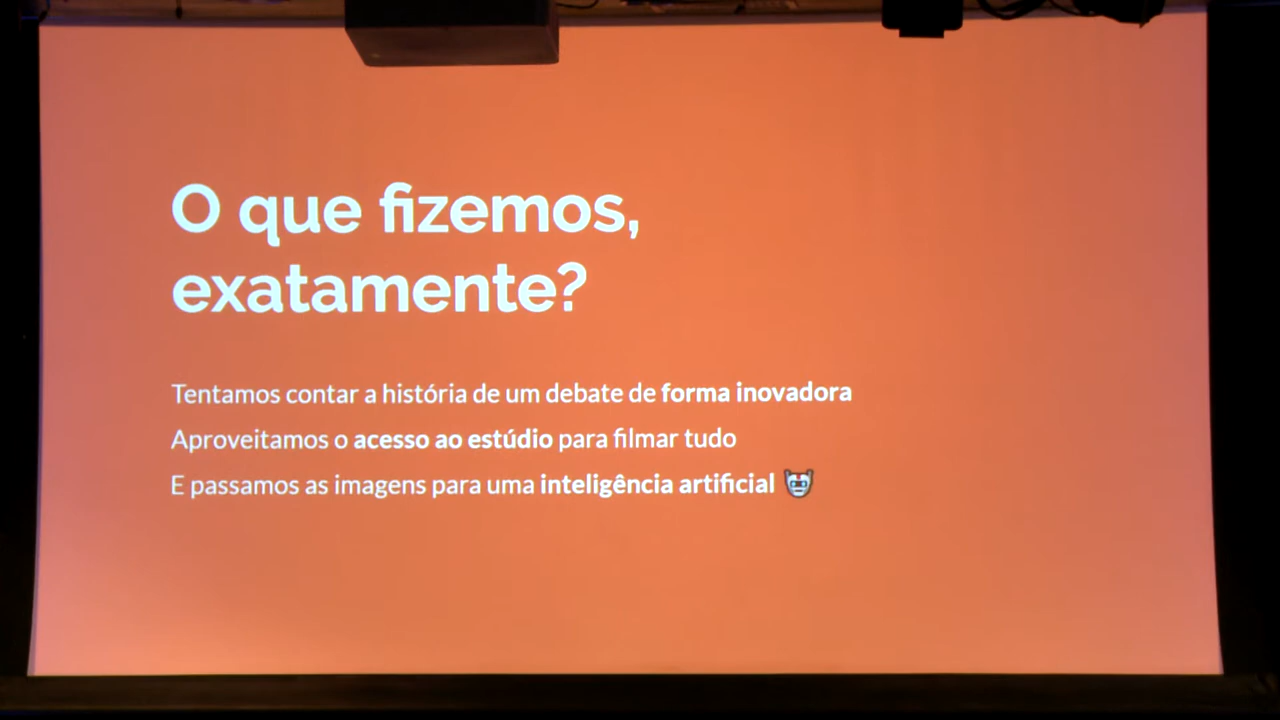 O que fizemos,
exatamente?
Tentamos contar a história de um debate de forma inovadora
Aproveitamos o acesso ao estúdio para filmar tudo
E passamos as imagens para uma inteligência artificial